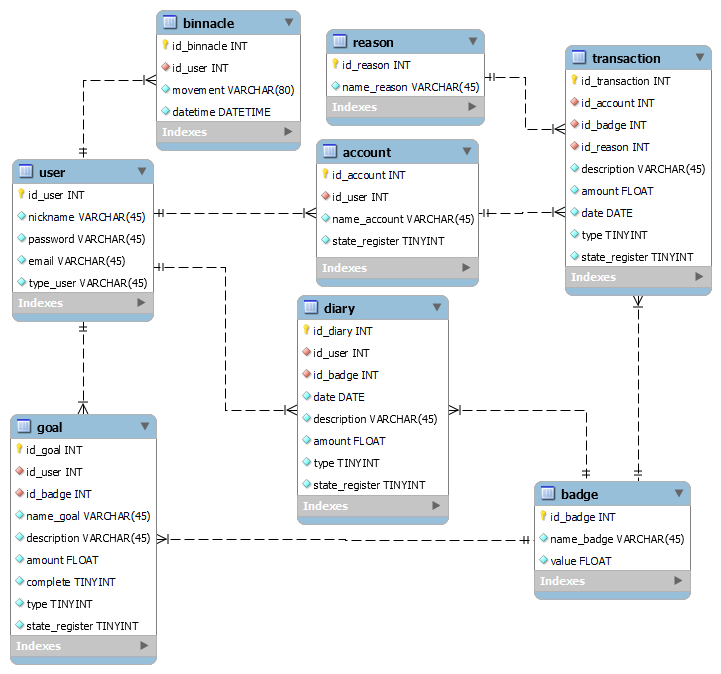 binnacle
id_binnacle INT
id_user INT
movement VARCHAR(80)
datetime DATETIME
Indexes
reason
id_reason INT
name_reason VARCHAR(45)
Indexes
transaction
id_transaction INT
id_account INT
id_badge INT
id_reason INT
description VARCHAR(45)
amount FLOAT
date DATE
type TINYINT
state_register TINYINT
Indexes
user
id_user INT
nickname VARCHAR(45)
password VARCHAR(45)
email VARCHAR(45)
type_user VARCHAR(45)
Indexes
account
id_account INT
id_user INT
name_account VARCHAR(45)
state_register TINYINT
Indexes
diary
id_diary INT
id_user INT
id_badge INT
date DATE
description VARCHAR(45)
amount FLOAT
type TINYINT
state_register TINYINT
Indexes
goal
id_goal INT
id_user INT
id_badge INT
name_goal VARCHAR(45)
description VARCHAR(45)
amount FLOAT
complete TINYINT
type TINYINT
state_register TINYINT
Indexes
badge
id_badge INT
name_badge VARCHAR(45)
value FLOAT
Indexes